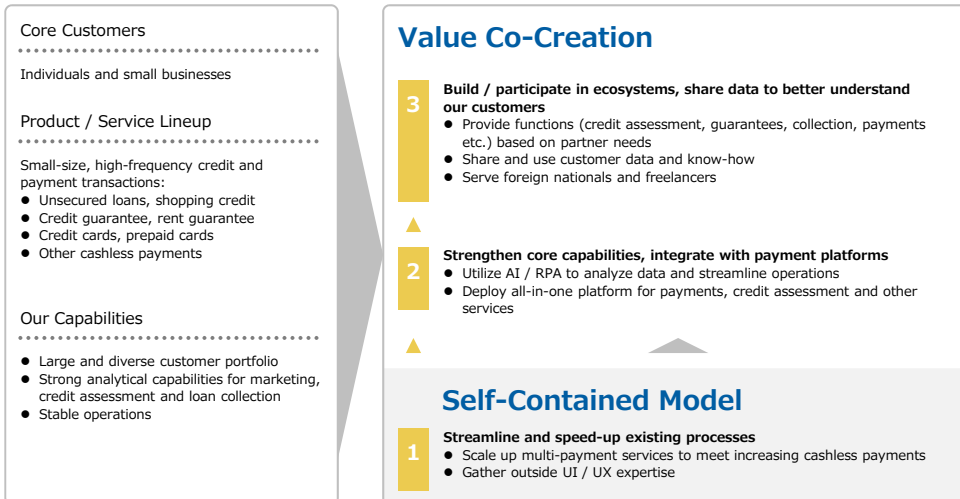 Core Customers
Individuals and small businesses
Product / Service Lineup
Small-size, high-frequency credit and
payment transactions:
● Unsecured loans, shopping credit
● Credit guarantee, rent guarantee
● Credit cards, prepaid cards
● Other cashless payments
Our Capabilities
● Large and diverse customer portfolio
● Strong analytical capabilities for marketing,
credit assessment and loan collection
● Stable operations
Value Co-Creation
3
Build / participate in ecosystems, share data to better understand
our customers
● Provide functions (credit assessment, guarantees, collection, payments
etc.) based on partner needs
● Share and use customer data and know-how
● Serve foreign nationals and freelancers
2
Strengthen core capabilities, integrate with payment platforms
● Utilize AI / RPA to analyze data and streamline operations
● Deploy all-in-one platform for payments, credit assessment and other
services
Self-Contained Model
1
Streamline and speed-up existing processes
● Scale up multi-payment services to meet increasing cashless payments
● Gather outside UI / UX expertise